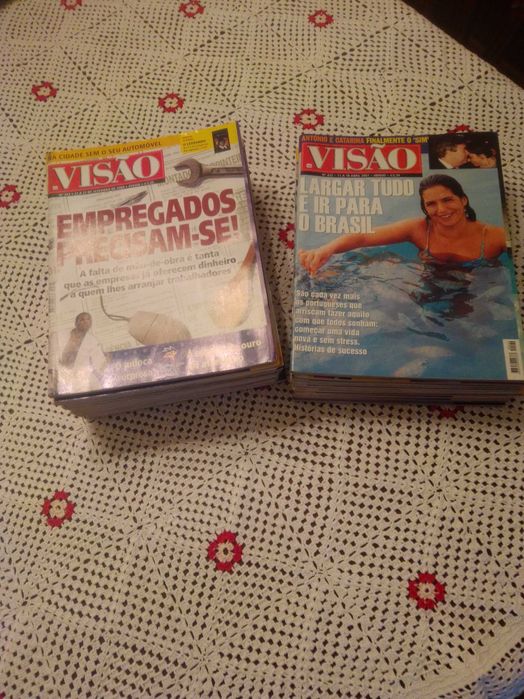 A CIDADE SEM O SEU AUTOMÓVEL
VISÃO
EMPREGADOS
PRECISAM-SE!
A falta de mão-de-obra é tanta
que as empresas já oferecem dinheiro
a quem lhes arranjar trabalhadores
O judoca
ouro
ANTÓNIO E CATARINA FINALMENTE O 'SIM'
VISÃO
LARGAR TUDO
E IR PARA
O BRASIL
São cada vez mais
os portugueses que
arriscam fazer aquilo
com que todos sonham:
começar uma vida
nova e sem stress.
Histórias de sucesso